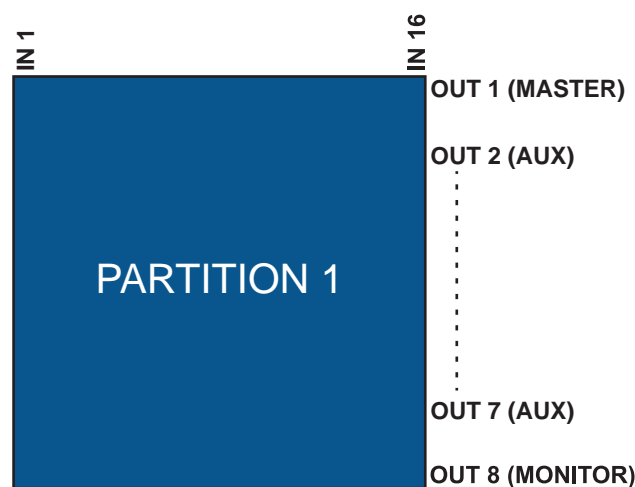 IN 1
IN 16
OUT 1 (MASTER)
OUT 2 (AUX)
PARTITION 1
OUT 7 (AUX)
OUT 8 (MONITOR)